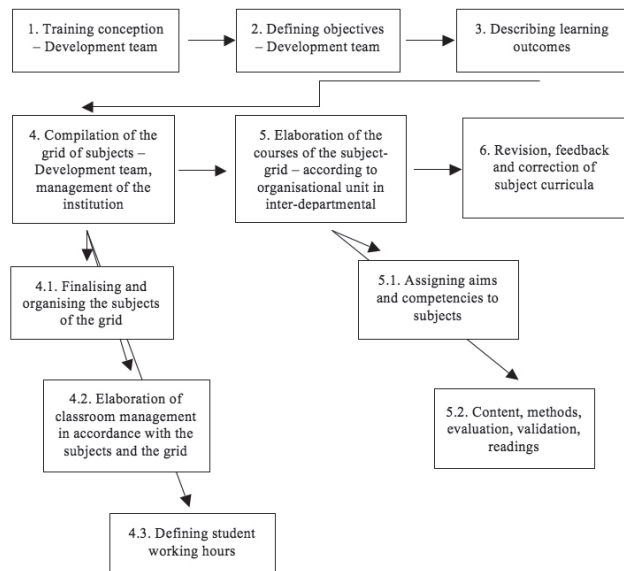 1. Training conception
– Development team
2. Defining objectives
– Development team
3. Describing learning
outcomes
4. Compilation of the
grid of subjects –
Development team,
management of the
institution
5. Elaboration of the
courses of the subject-
grid – according to
organisational unit in
inter-departmental
6. Revision, feedback
and correction of
subject curricula
4.1. Finalising and
organising the subjects
of the grid
5.1. Assigning aims
and competencies to
subjects
4.2. Elaboration of
classroom management
in accordance with the
subjects and the grid
5.2. Content, methods,
evaluation, validation,
readings
4.3. Defining student
working hours